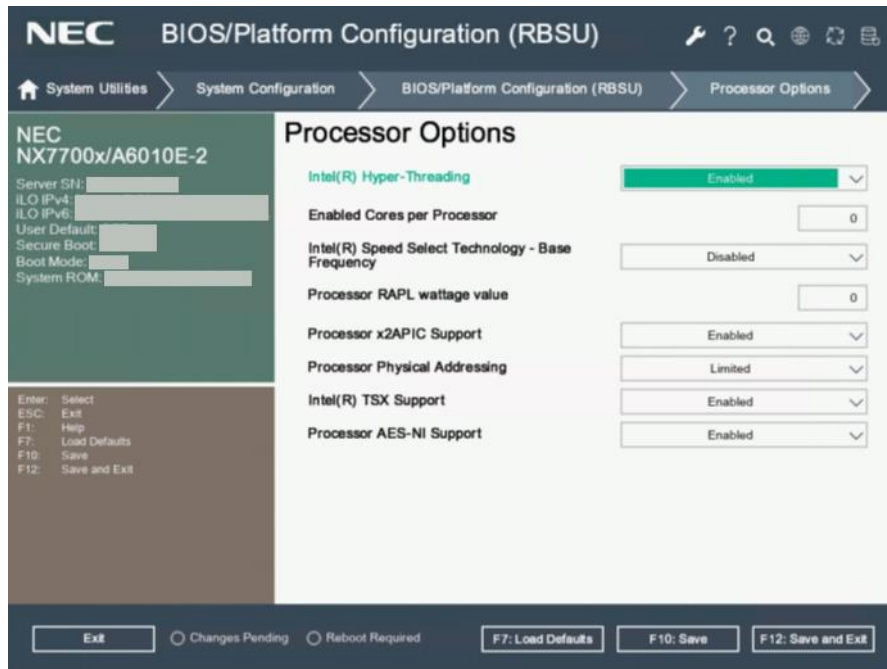 NEC BIOS/Platform Configuration (RBSU) ?
System Utilities System Configuration BIOS/Platform Configuration (RBSU) Processor Options
NEC
NX7700x/A6010E-2
Server SN:
iLO IPv4:
iLO IPv6:
User Default:
Secure Boot:
Boot Mode:
System ROM:
Enter: Select
ESC: Exit
F1: Help
F7: Load Defaults
F10: Save
F12: Save and Exit
Processor Options
Intel(R) Hyper-Threading Enabled
Enabled Cores per Processor 0
Intel(R) Speed Select Technology - Base
Frequency Disabled
Processor RAPL wattage value 0
Processor x2APIC Support Enabled
Processor Physical Addressing Limited
Intel(R) TSX Support Enabled
Processor AES-NI Support Enabled
Exit Changes Pending Reboot Required F7: Load Defaults F10: Save F12: Save and Exit